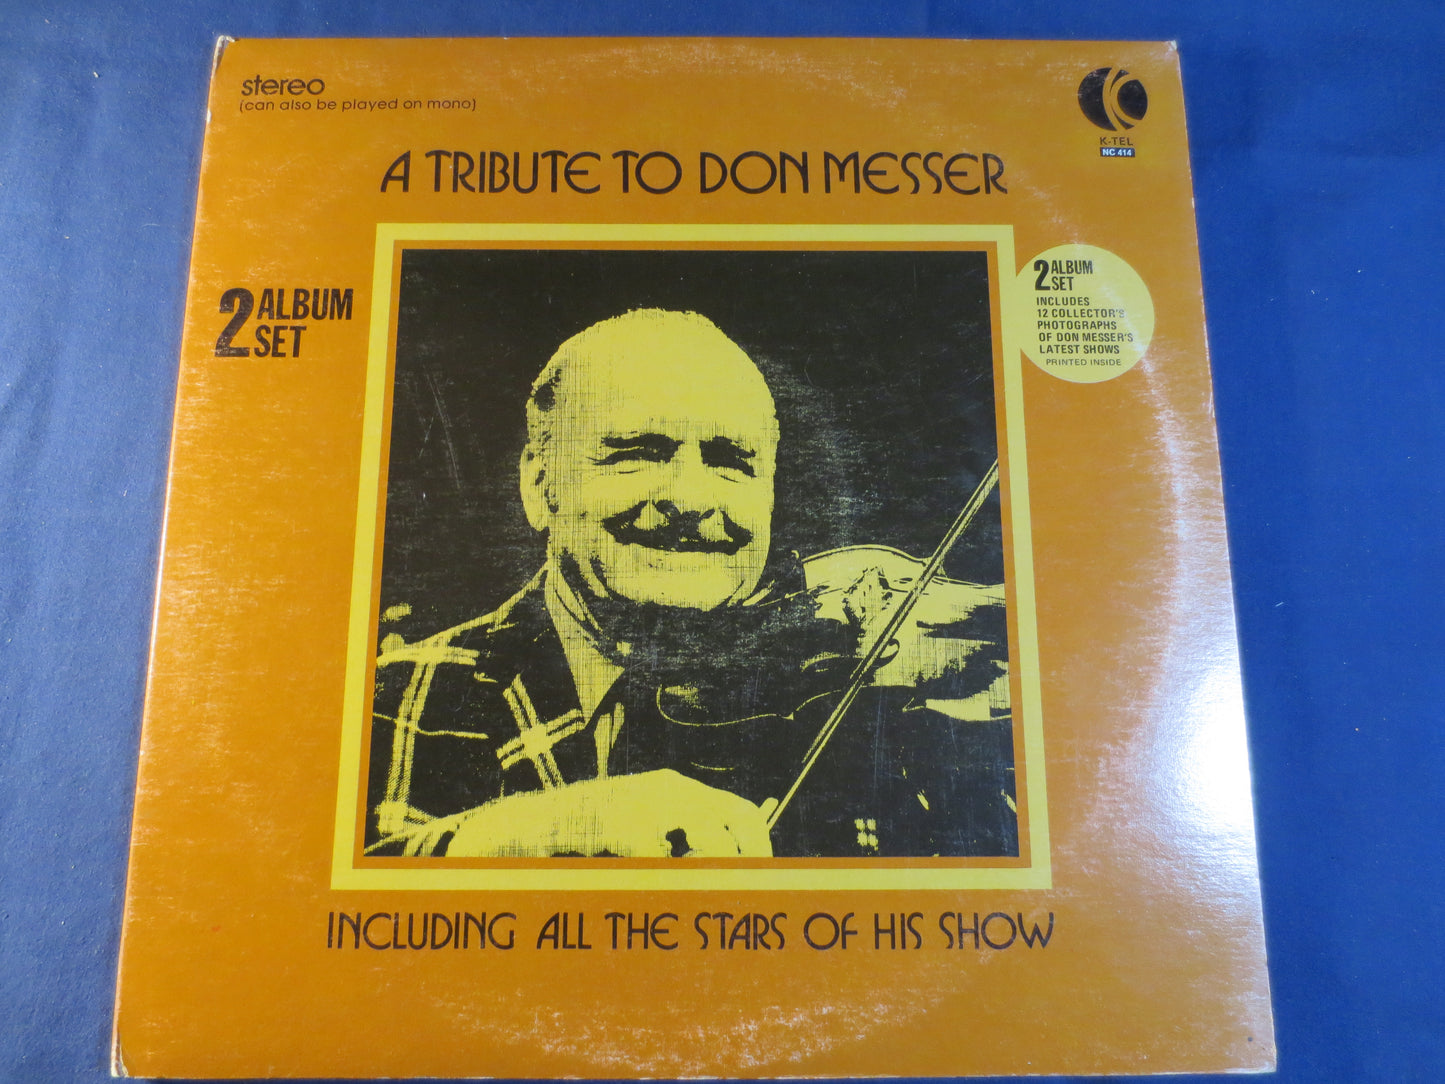 stereo
(can also be played on mono)
K-TEL
NC 414
A TRIBUTE TO DON MESSER
2 ALBUM
SET
2 ALBUM
SET
INCLUDES
12 COLLECTOR'S
PHOTOGRAPHS
OF DON MESSER'S
LATEST SHOWS
PRINTED INSIDE
INCLUDING ALL THE STARS OF HIS SHOW